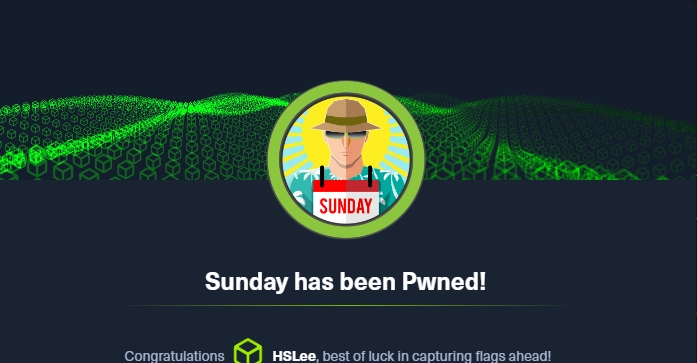 SUNDAY
Sunday has been Pwned!
Congratulations HSLee, best of luck in capturing flags ahead!